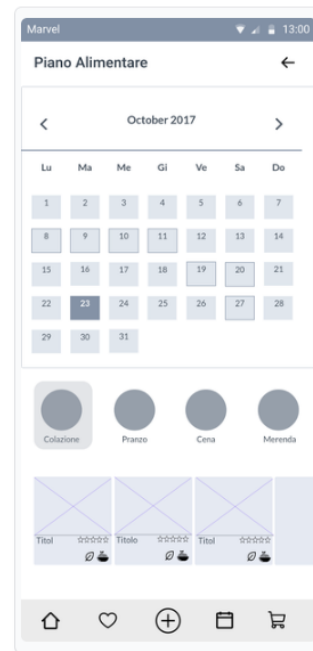 Marvel 13:00
Piano Alimentare
October 2017
Lu Ma Me Gi Ve Sa Do
1 2 3 4 5 6 7
8 9 10 11 12 13 14
15 16 17 18 19 20 21
22 23 24 25 26 27 28
29 30 31
Colazione Pranzo Cena Merenda
Titol Titolo Titol